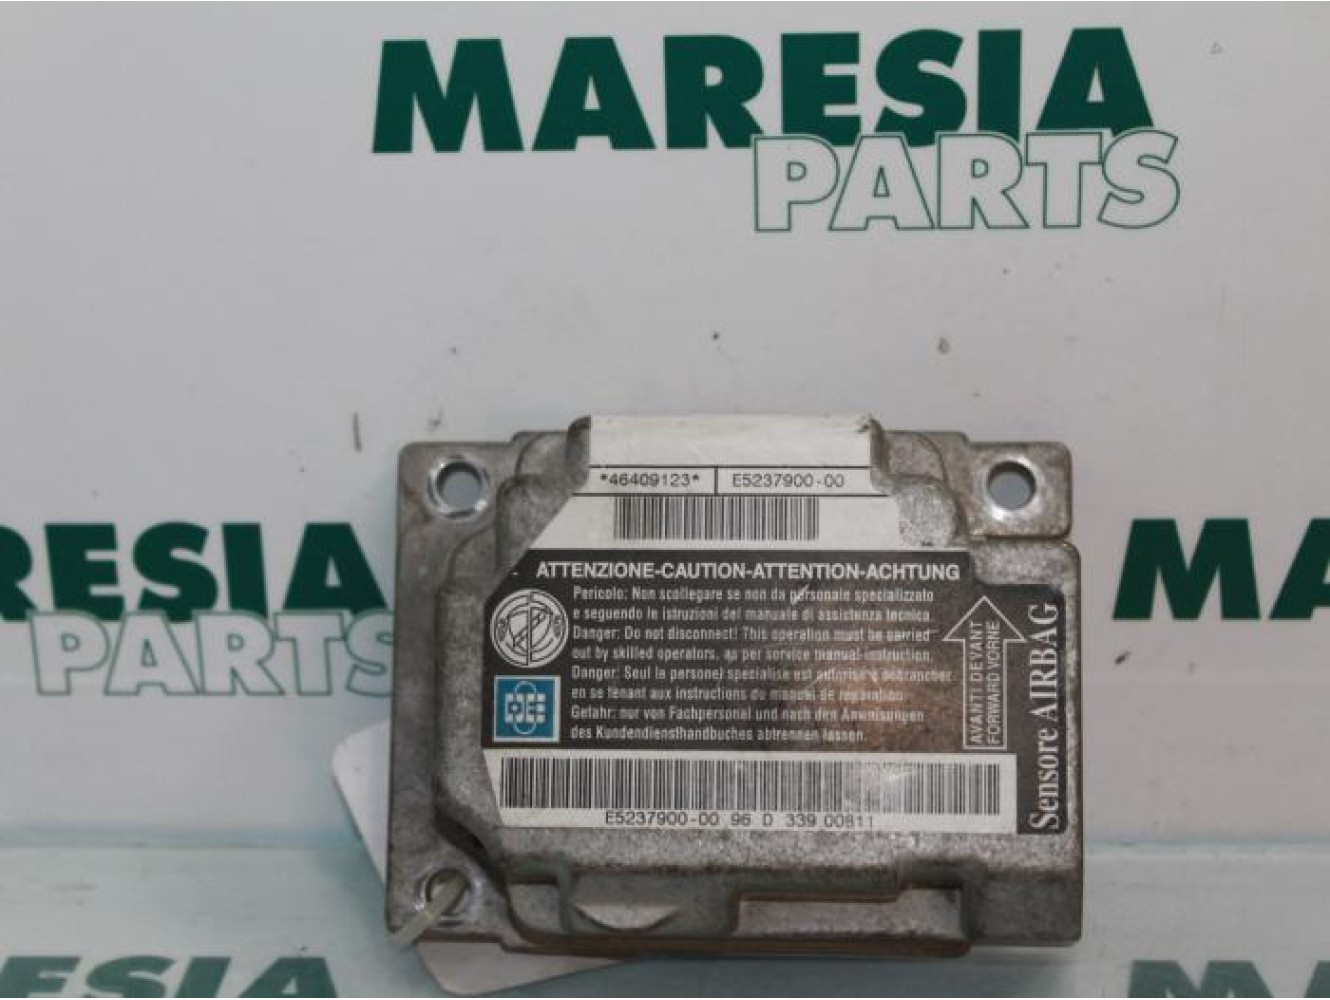 MARESIA
PARTS
MA
RESIA
PARTS
MA
ESIA
*46409123* E5237900-00
ATTENZIONE-CAUTION-ATTENTION-ACHTUNG
Pericolo: Non scollegare se non da personale specializzato
e seguendo le istruzioni del manuale di assistenza tecnica.
Danger: Do not disconnect! This operation must be carried
out by skilled operators, as per service manual instruction.
Danger: Seul le personel specialise est autorise a debrancher
en se tenant aux instructions du manuel de reparation.
Gefahr: nur von Fachpersonal und nach den Anweisungen
des Kundendiensthandbuches abtrennen lassen.
AVANTI DEVANT
FORWARD VORNE
Sensore AIRBAG
E5237900-00 96 D 339 00811